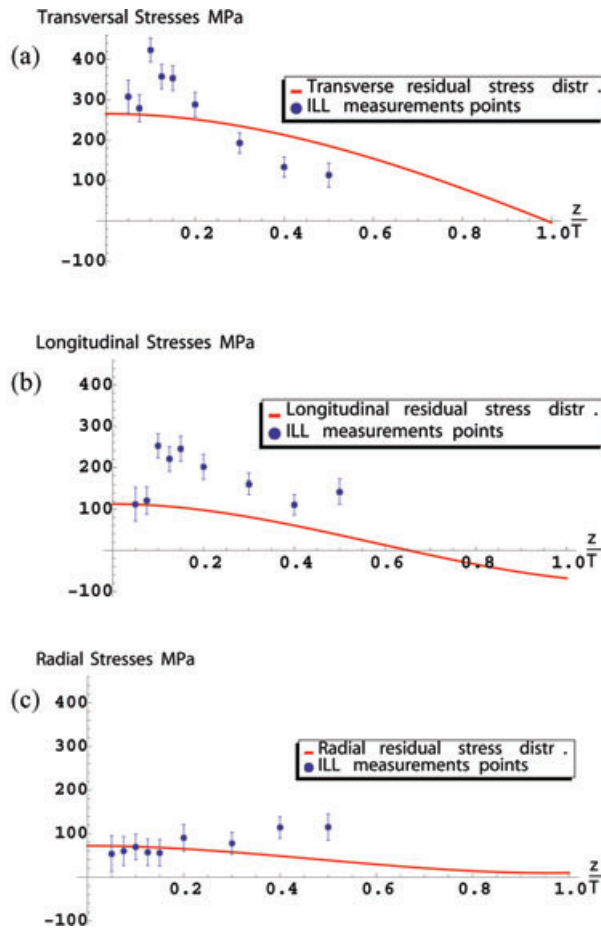 Transversal Stresses MPa
(a)
400
300
200
100
-100
0.2 0.4 0.6 0.8 1.0
z/T
Transverse residual stress distr .
ILL measurements points
Longitudinal Stresses MPa
(b)
400
300
200
100
-100
0.2 0.4 0.6 0.8 1.0
z/T
Longitudinal residual stress distr .
ILL measurements points
Radial Stresses MPa
(c)
400
300
200
100
-100
0.2 0.4 0.6 0.8 1.0
z/T
Radial residual stress distr .
ILL measurements points